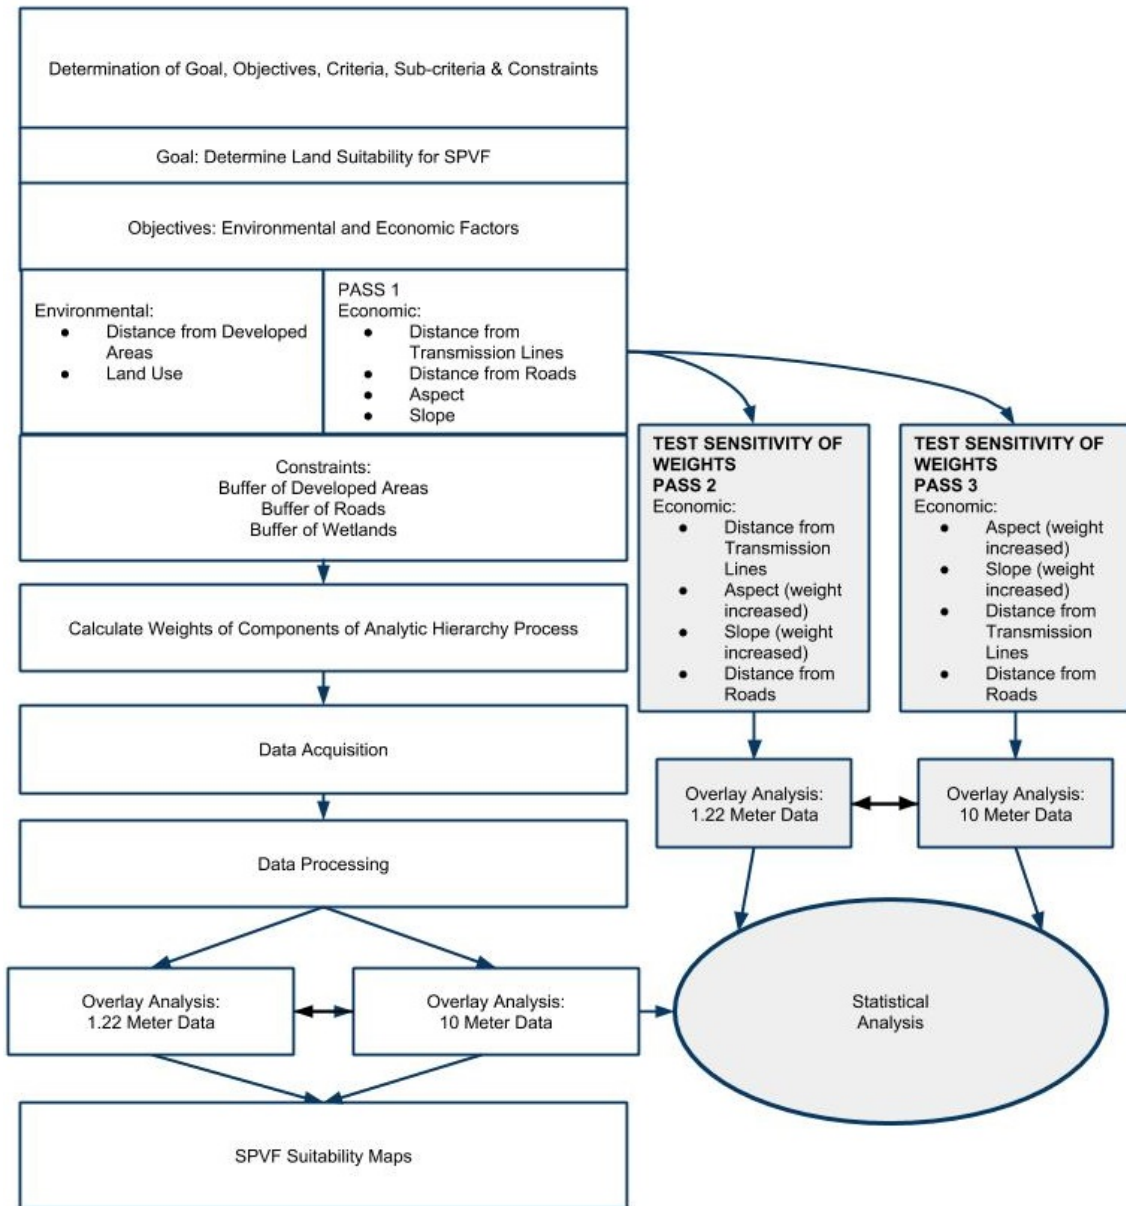 Determination of Goal, Objectives, Criteria, Sub-criteria & Constraints
Goal: Determine Land Suitability for SPVF
Objectives: Environmental and Economic Factors
Environmental:
● Distance from Developed
Areas
● Land Use
PASS 1
Economic:
● Distance from
Transmission Lines
● Distance from Roads
● Aspect
● Slope
Constraints:
Buffer of Developed Areas
Buffer of Roads
Buffer of Wetlands
Calculate Weights of Components of Analytic Hierarchy Process
Data Acquisition
Data Processing
Overlay Analysis:
1.22 Meter Data
Overlay Analysis:
10 Meter Data
SPVF Suitability Maps
TEST SENSITIVITY OF
WEIGHTS
PASS 2
Economic:
● Distance from
Transmission
Lines
● Aspect (weight
increased)
● Slope (weight
increased)
● Distance from
Roads
TEST SENSITIVITY OF
WEIGHTS
PASS 3
Economic:
● Aspect (weight
increased)
● Slope (weight
increased)
● Distance from
Transmission
Lines
● Distance from
Roads
Overlay Analysis:
1.22 Meter Data
Overlay Analysis:
10 Meter Data
Statistical
Analysis